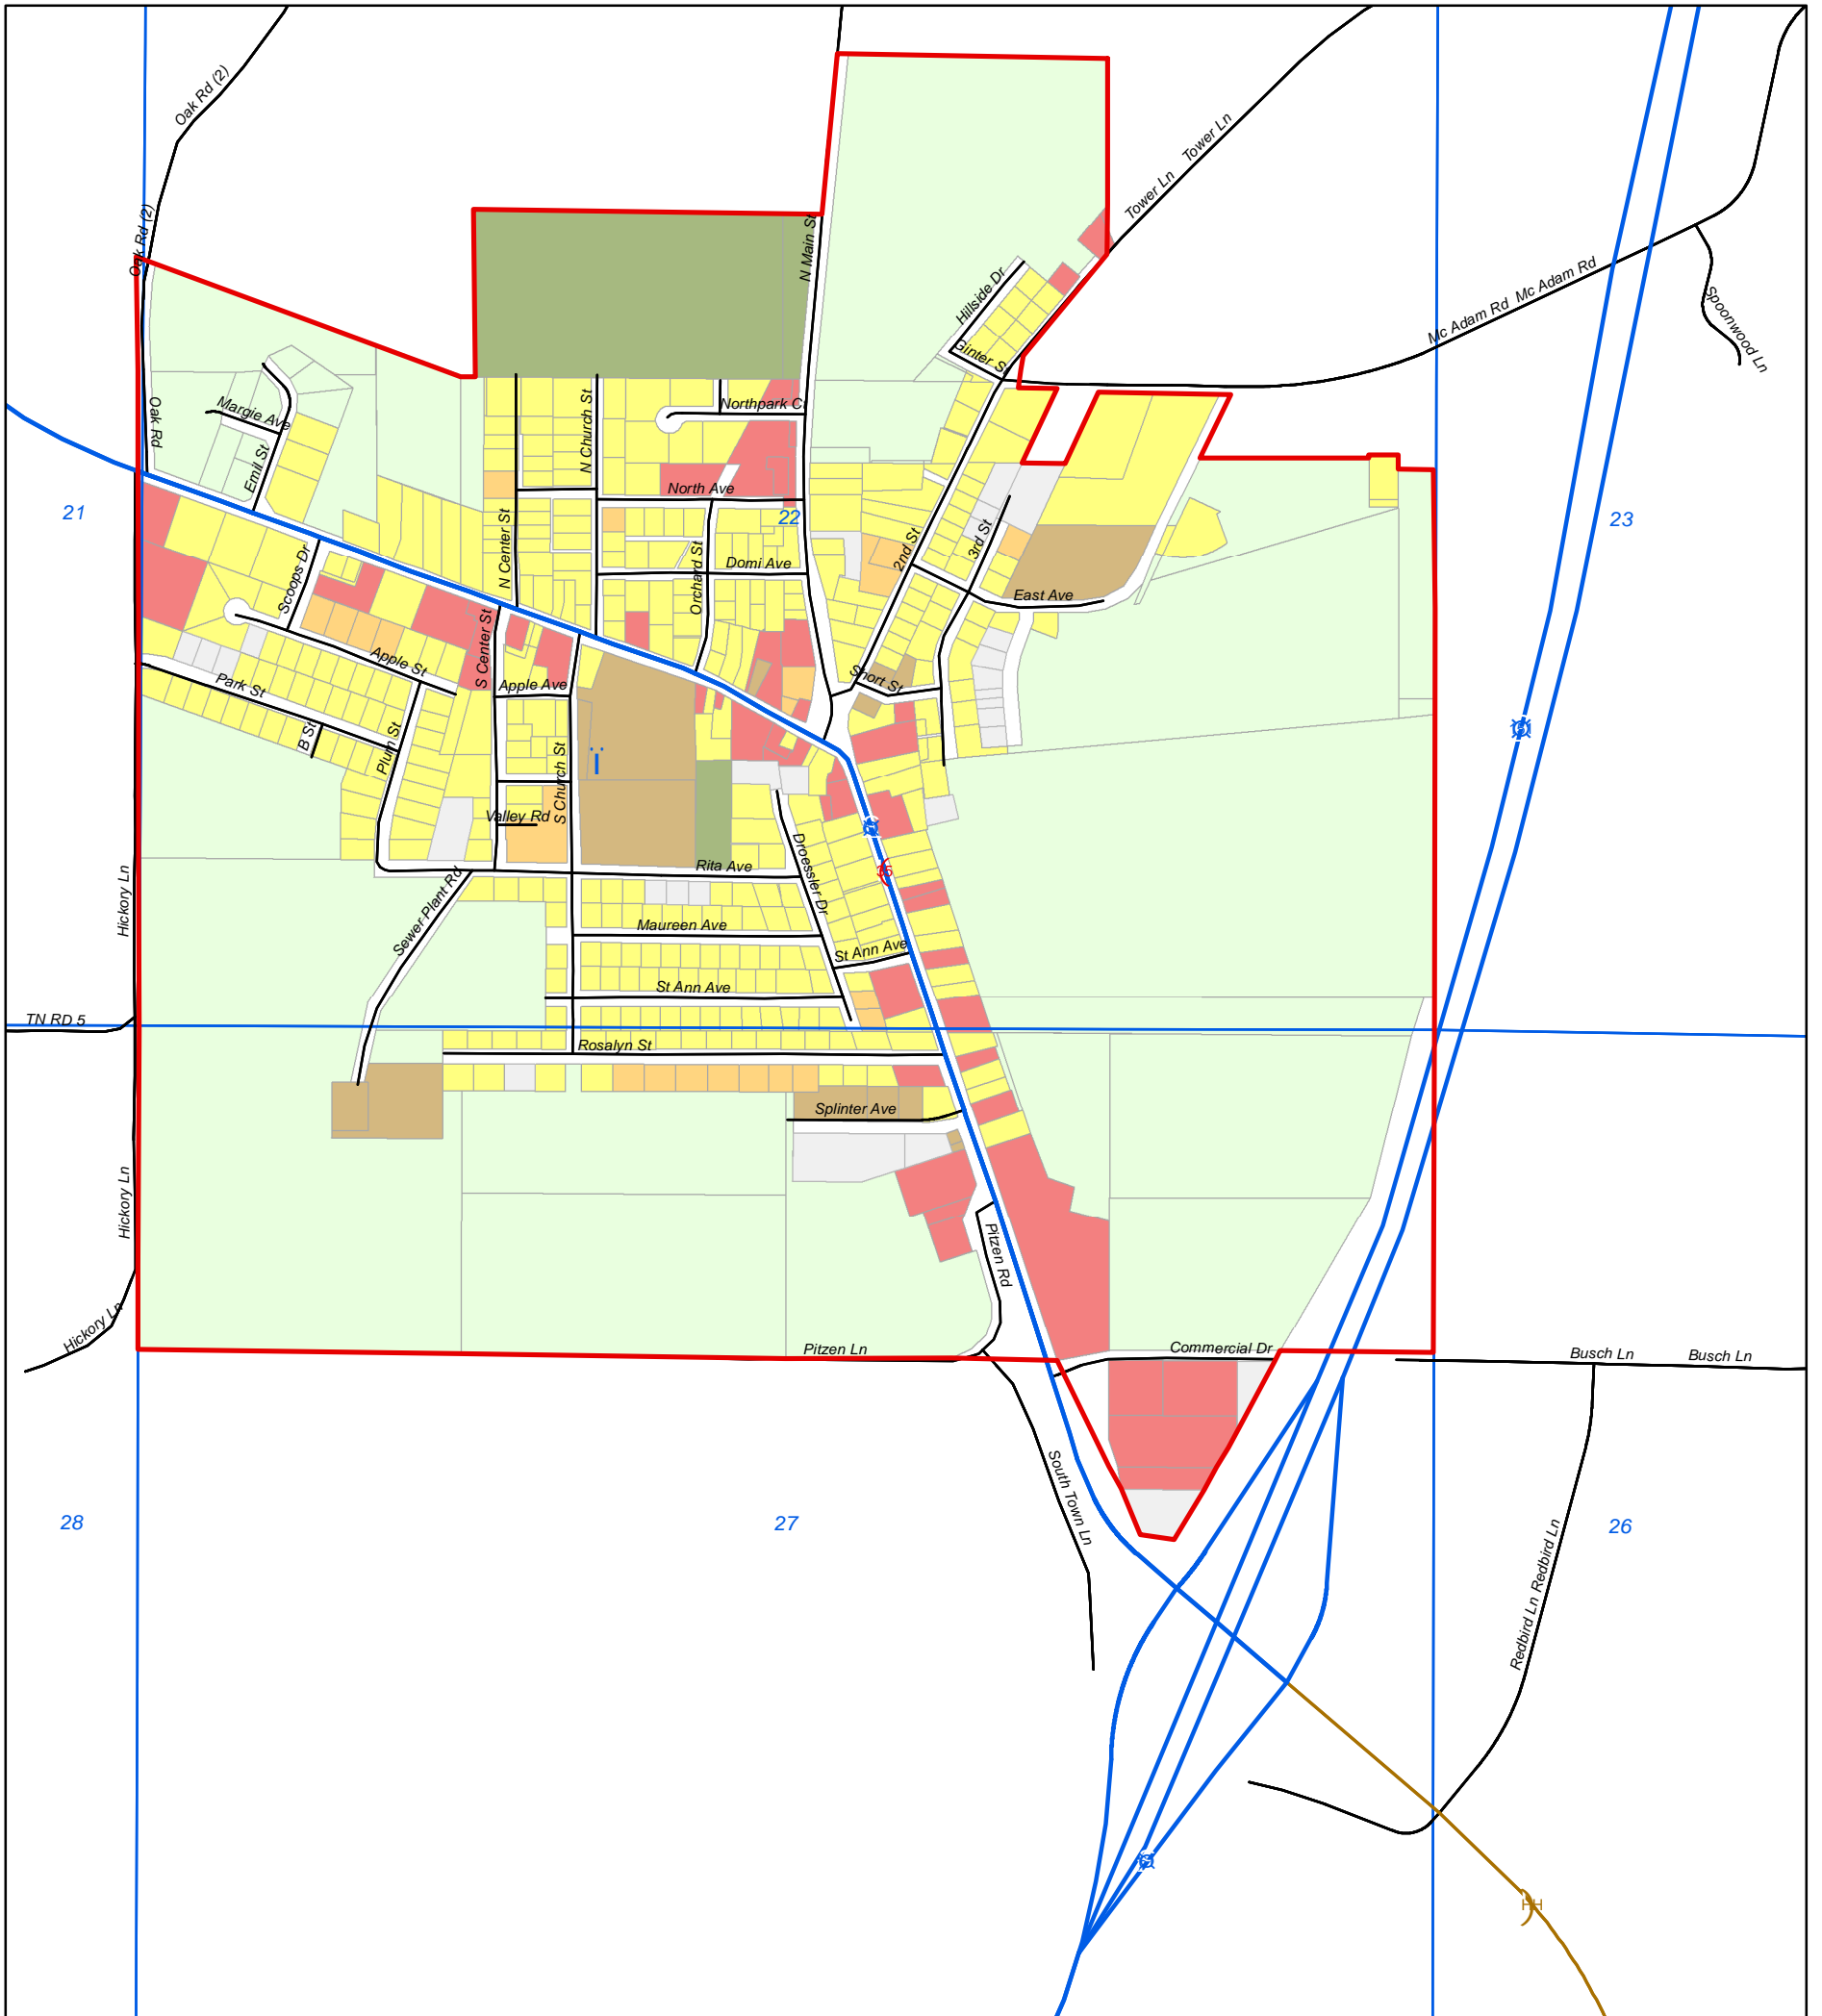 Oak Rd (2)
Tower Ln
Tower Ln
Oak Rd (2)
N Main St
Hillside Dr
Mc Adam Rd
Mc Adam Rd
Spoonwood Ln
Ginter S
Oak Rd
Margie Ave
Emil St
N Church St
Northpark C
North Ave
21
22
23
N Center St
Orchard St
Domi Ave
2nd St
3rd St
East Ave
Scoops Dr
S Center St
Apple St
Park St
Apple Ave
Short St
B St
Plum St
S Church St
Valley Rd
Droessler Dr
Rita Ave
Hickory Ln
Sewer Plant Rd
Maureen Ave
St Ann Ave
St Ann Ave
TN RD 5
Rosalyn St
Splinter Ave
Hickory Ln
Pitzen Rd
Hickory Ln
Pitzen Ln
Commercial Dr
Busch Ln
Busch Ln
South Town Ln
28
27
26
Redbird Ln
Redbird Ln
HH